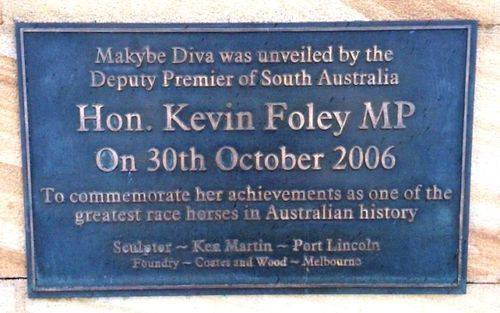 Makybe Diva was unveiled by the
Deputy Premier of South Australia
Hon. Kevin Foley MP
On 30th October 2006
To commemorate her achievements as one of the
greatest race horses in Australian history
Sculptor ~ Ken Martin ~ Port Lincoln
Foundry ~ Coates and Wood ~ Melbourne